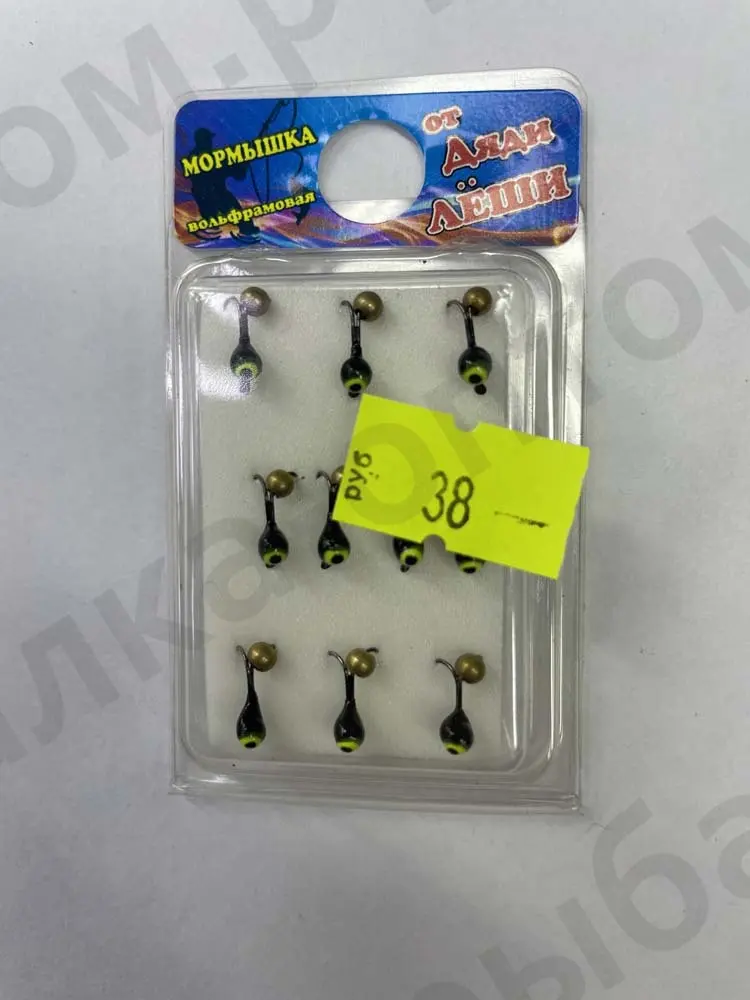 МОРМЫШКА
вольфрамовая
от
Дяди
ЛЁШИ
руб
38 —